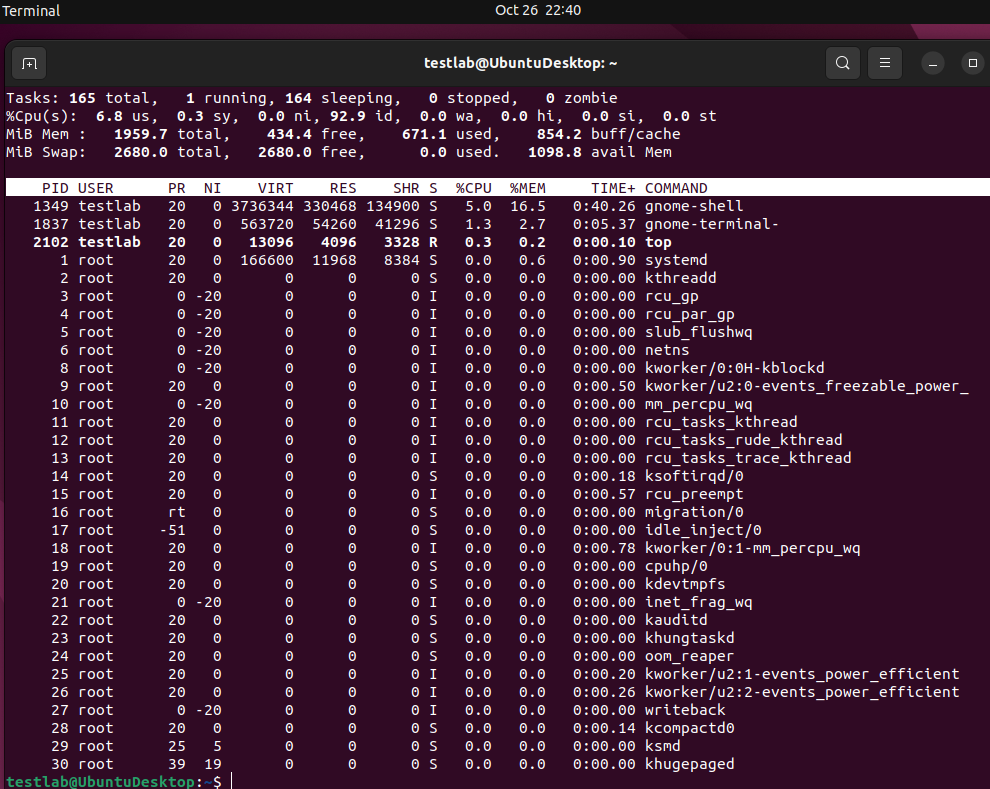 Terminal
Oct 26 22:40
testlab@UbuntuDesktop: ~
Tasks: 165 total,   1 running, 164 sleeping,   0 stopped,   0 zombie
%Cpu(s):  6.8 us,  0.3 sy,  0.0 ni, 92.9 id,  0.0 wa,  0.0 hi,  0.0 si,  0.0 st
MiB Mem :   1959.7 total,    434.4 free,    671.1 used,    854.2 buff/cache
MiB Swap:   2680.0 total,   2680.0 free,      0.0 used.   1098.8 avail Mem
PID USER      PR  NI    VIRT    RES    SHR S  %CPU  %MEM     TIME+ COMMAND
1349 testlab   20   0 3736344 330468 134900 S   5.0  16.5   0:40.26 gnome-shell
1837 testlab   20   0  563720  54260  41296 S   1.3   2.7   0:05.37 gnome-terminal-
2102 testlab   20   0   13096   4096   3328 R   0.3   0.2   0:00.10 top
1 root      20   0  166600  11968   8384 S   0.0   0.6   0:00.90 systemd
2 root      20   0       0      0      0 S   0.0   0.0   0:00.00 kthreadd
3 root       0 -20       0      0      0 I   0.0   0.0   0:00.00 rcu_gp
4 root       0 -20       0      0      0 I   0.0   0.0   0:00.00 rcu_par_gp
5 root       0 -20       0      0      0 I   0.0   0.0   0:00.00 slub_flushwq
6 root       0 -20       0      0      0 I   0.0   0.0   0:00.00 netns
8 root       0 -20       0      0      0 I   0.0   0.0   0:00.00 kworker/0:0H-kblockd
9 root      20   0       0      0      0 I   0.0   0.0   0:00.50 kworker/u2:0-events_freezable_power_
10 root       0 -20       0      0      0 I   0.0   0.0   0:00.00 mm_percpu_wq
11 root      20   0       0      0      0 I   0.0   0.0   0:00.00 rcu_tasks_kthread
12 root      20   0       0      0      0 I   0.0   0.0   0:00.00 rcu_tasks_rude_kthread
13 root      20   0       0      0      0 I   0.0   0.0   0:00.00 rcu_tasks_trace_kthread
14 root      20   0       0      0      0 S   0.0   0.0   0:00.18 ksoftirqd/0
15 root      20   0       0      0      0 I   0.0   0.0   0:00.57 rcu_preempt
16 root      rt   0       0      0      0 S   0.0   0.0   0:00.00 migration/0
17 root     -51   0       0      0      0 S   0.0   0.0   0:00.00 idle_inject/0
18 root      20   0       0      0      0 I   0.0   0.0   0:00.78 kworker/0:1-mm_percpu_wq
19 root      20   0       0      0      0 S   0.0   0.0   0:00.00 cpuhp/0
20 root      20   0       0      0      0 S   0.0   0.0   0:00.00 kdevtmpfs
21 root       0 -20       0      0      0 I   0.0   0.0   0:00.00 inet_frag_wq
22 root      20   0       0      0      0 S   0.0   0.0   0:00.00 kauditd
23 root      20   0       0      0      0 S   0.0   0.0   0:00.00 khungtaskd
24 root      20   0       0      0      0 S   0.0   0.0   0:00.00 oom_reaper
25 root      20   0       0      0      0 I   0.0   0.0   0:00.20 kworker/u2:1-events_power_efficient
26 root      20   0       0      0      0 I   0.0   0.0   0:00.26 kworker/u2:2-events_power_efficient
27 root       0 -20       0      0      0 I   0.0   0.0   0:00.00 writeback
28 root      20   0       0      0      0 S   0.0   0.0   0:00.14 kcompactd0
29 root      25   5       0      0      0 S   0.0   0.0   0:00.00 ksmd
30 root      39  19       0      0      0 S   0.0   0.0   0:00.00 khugepaged
testlab@UbuntuDesktop:~$